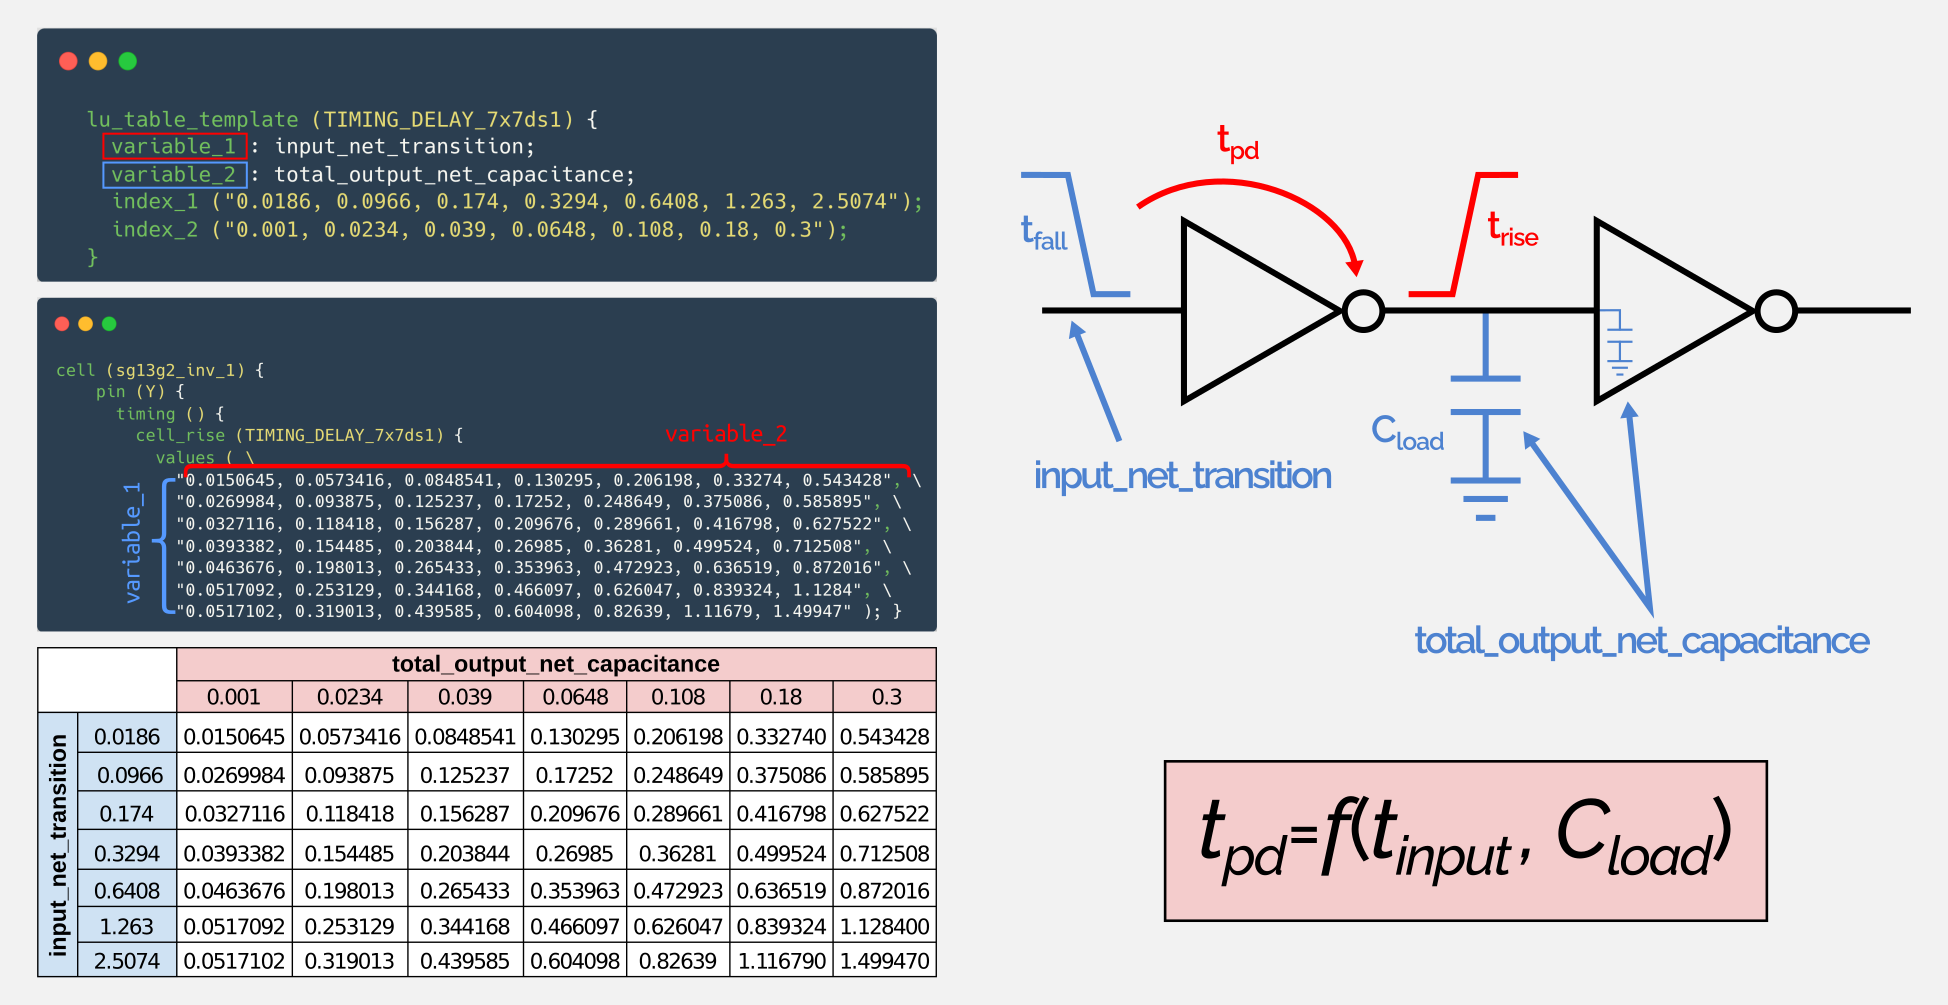 lu_table_template (TIMING_DELAY_7x7ds1) {
variable_1 : input_net_transition;
variable_2 : total_output_net_capacitance;
index_1 ("0.0186, 0.0966, 0.174, 0.3294, 0.6408, 1.263, 2.5074");
index_2 ("0.001, 0.0234, 0.039, 0.0648, 0.108, 0.18, 0.3");
}
cell (sg13g2_inv_1) {
pin (Y) {
timing () {
cell_rise (TIMING_DELAY_7x7ds1) {
variable_2
values ( \
variable_1
"0.0150645, 0.0573416, 0.0848541, 0.130295, 0.206198, 0.33274, 0.543428", \
"0.0269984, 0.093875, 0.125237, 0.17252, 0.248649, 0.375086, 0.585895", \
"0.0327116, 0.118418, 0.156287, 0.209676, 0.289661, 0.416798, 0.627522", \
"0.0393382, 0.154485, 0.203844, 0.26985, 0.36281, 0.499524, 0.712508", \
"0.0463676, 0.198013, 0.265433, 0.353963, 0.472923, 0.636519, 0.872016", \
"0.0517092, 0.253129, 0.344168, 0.466097, 0.626047, 0.839324, 1.1284", \
"0.0517102, 0.319013, 0.439585, 0.604098, 0.82639, 1.11679, 1.49947" ); }
total_output_net_capacitance
0.001 0.0234 0.039 0.0648 0.108 0.18 0.3
input_net_transition
0.0186 0.0150645 0.0573416 0.0848541 0.130295 0.206198 0.332740 0.543428
0.0966 0.0269984 0.093875 0.125237 0.17252 0.248649 0.375086 0.585895
0.174 0.0327116 0.118418 0.156287 0.209676 0.289661 0.416798 0.627522
0.3294 0.0393382 0.154485 0.203844 0.26985 0.36281 0.499524 0.712508
0.6408 0.0463676 0.198013 0.265433 0.353963 0.472923 0.636519 0.872016
1.263 0.0517092 0.253129 0.344168 0.466097 0.626047 0.839324 1.128400
2.5074 0.0517102 0.319013 0.439585 0.604098 0.82639 1.116790 1.499470
tpd
tfall
trise
Cload
input_net_transition
total_output_net_capacitance
tpd=f(tinput, Cload)